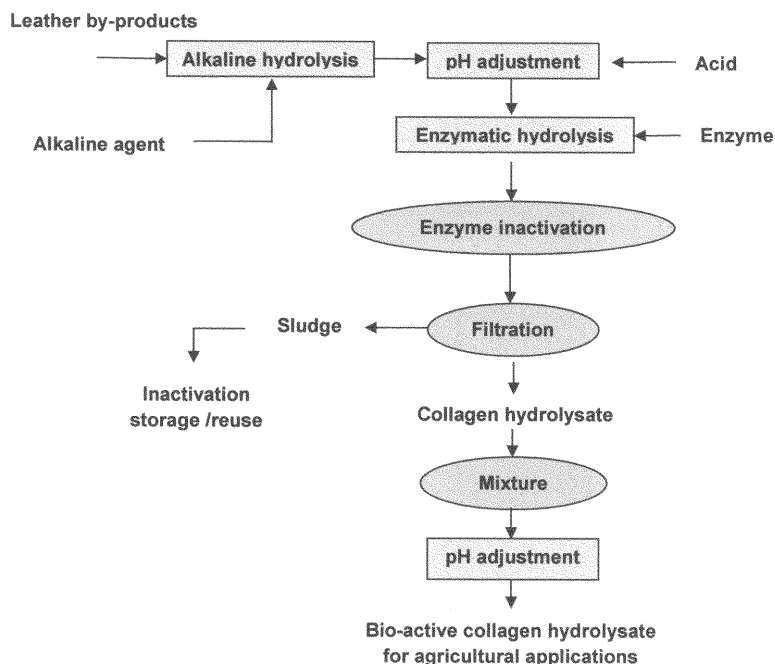 Leather by-products
Alkaline hydrolysis
pH adjustment
Acid
Alkaline agent
Enzymatic hydrolysis
Enzyme
Enzyme inactivation
Sludge
Filtration
Inactivation
storage /reuse
Collagen hydrolysate
Mixture
pH adjustment
Bio-active collagen hydrolysate
for agricultural applications